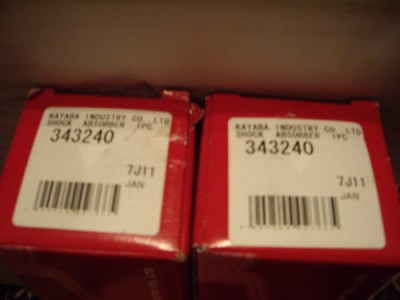 KAYABA INDUSTRY CO LTD
SHOCK ABSORBER 1PC
343240
7J11
JAN
KAYABA INDUSTRY CO LTD
SHOCK ABSORBER 1PC
343240
7J11
JAN